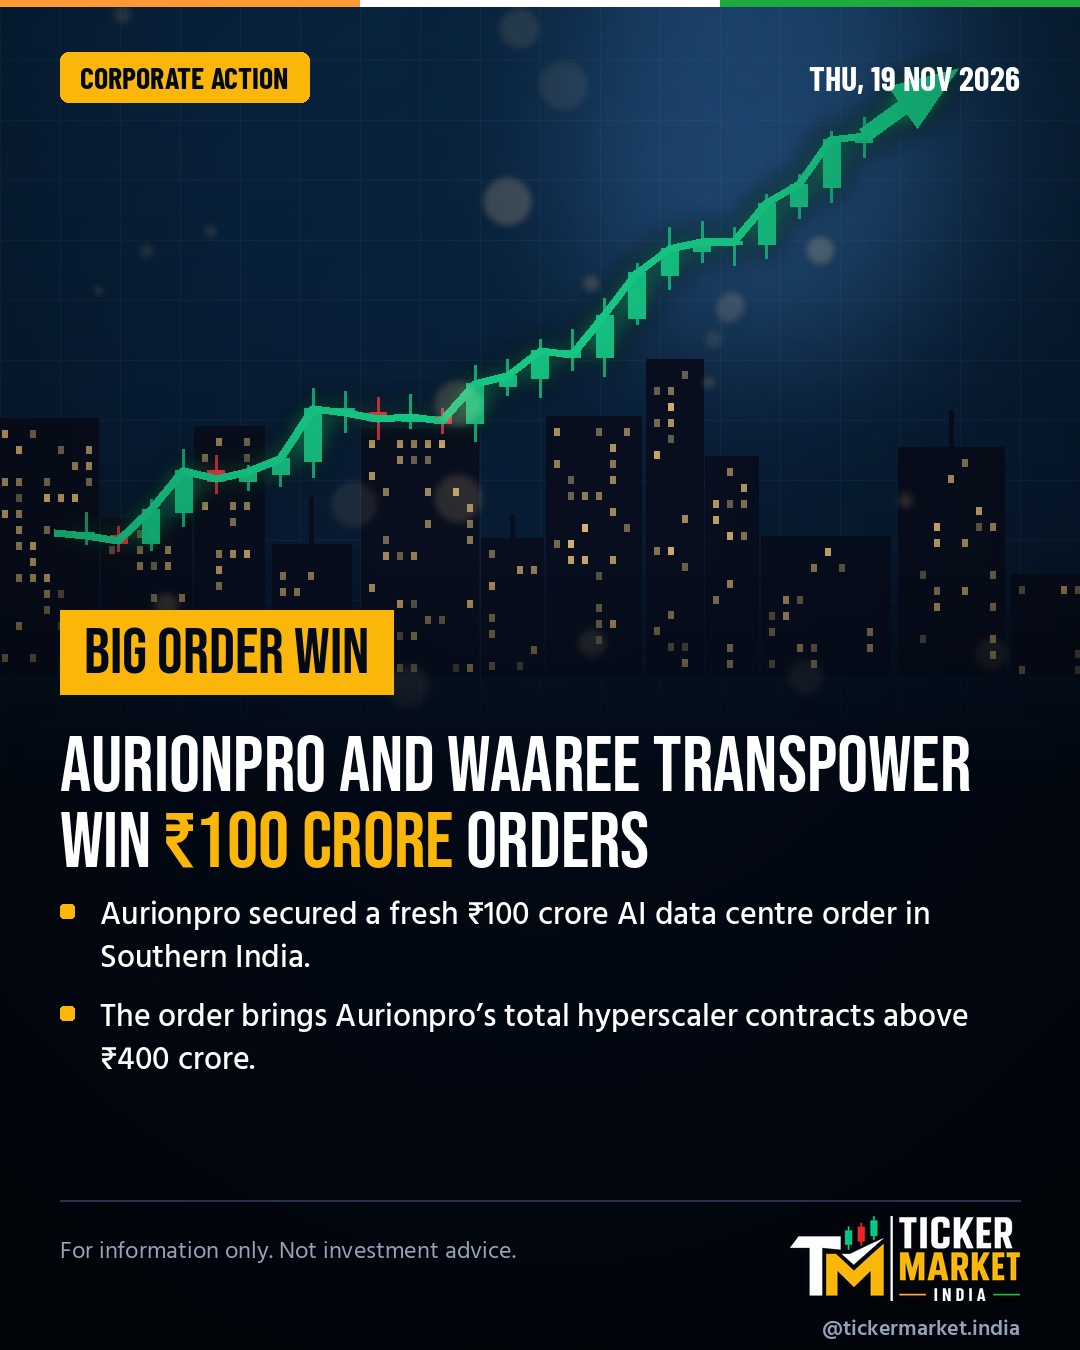 CORPORATE ACTION
THU, 19 NOV 2026
BIG ORDER WIN
AURIONPRO AND WAAREE TRANSPOWER
WIN ₹100 CRORE ORDERS
Aurionpro secured a fresh ₹100 crore AI data centre order in
Southern India.
The order brings Aurionpro’s total hyperscaler contracts above
₹400 crore.
For information only. Not investment advice.
TM
TICKER
MARKET
INDIA
@tickermarket.india